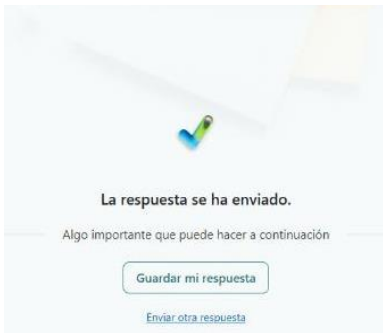 La respuesta se ha enviado.
Algo importante que puede hacer a continuación
Guardar mi respuesta
Enviar otra respuesta